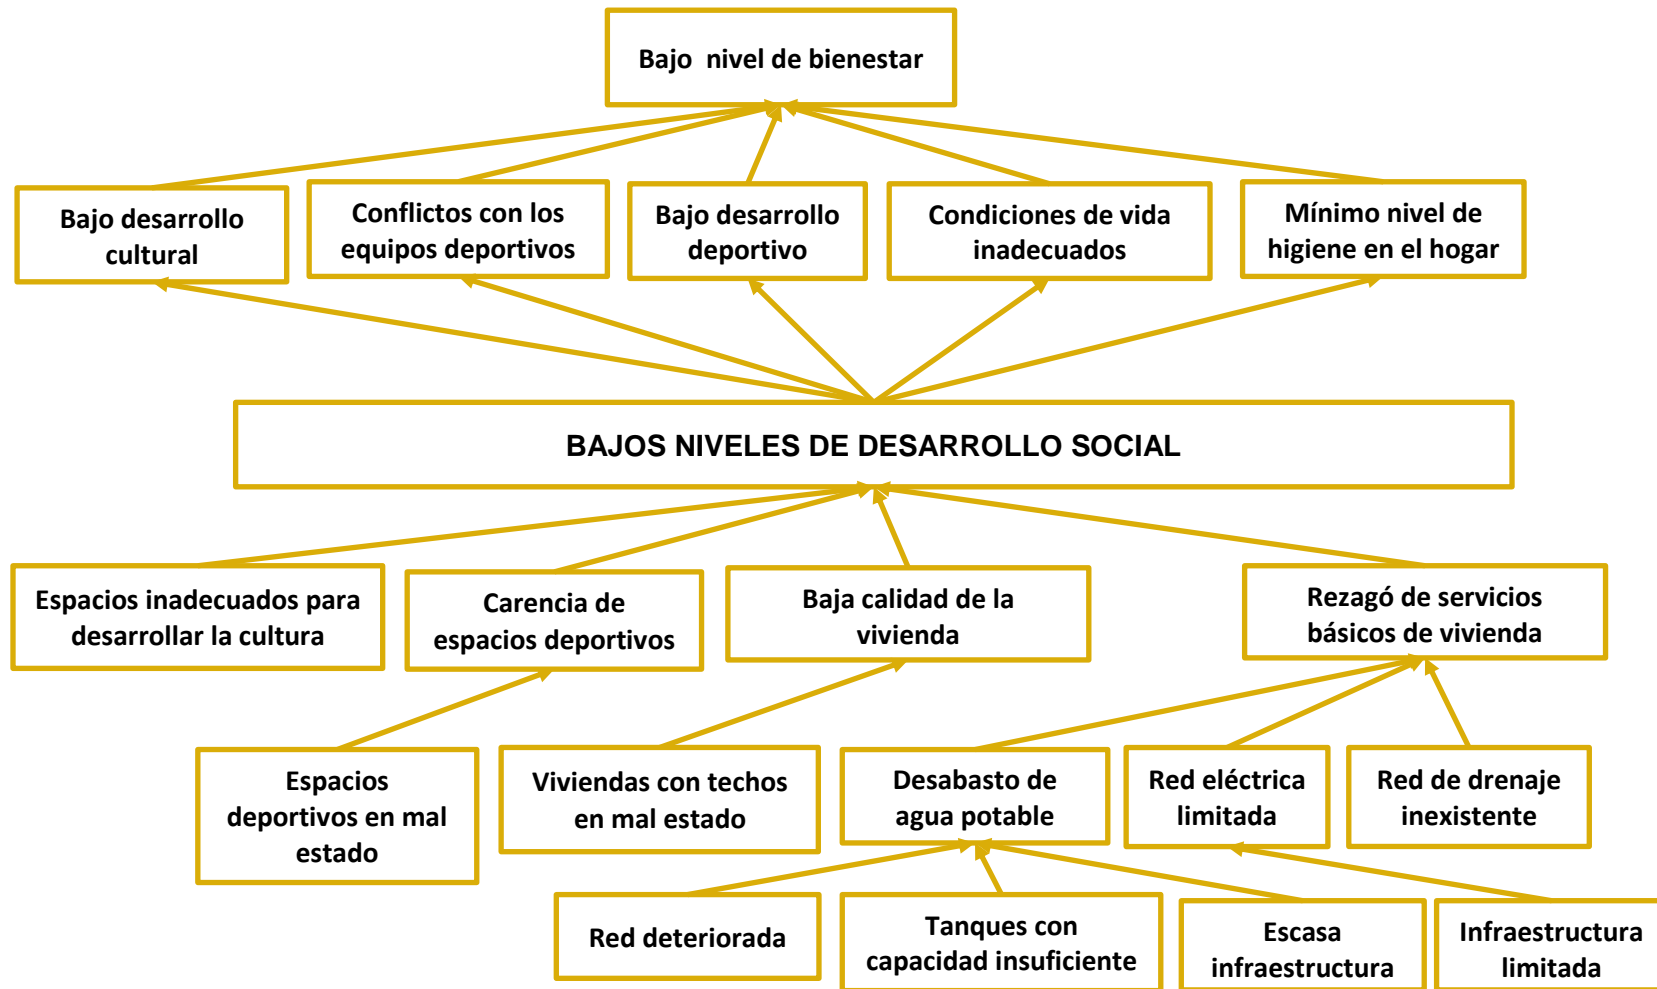 Bajo nivel de bienestar
Bajo desarrollo
cultural
Conflictos con los
equipos deportivos
Bajo desarrollo
deportivo
Condiciones de vida
inadecuados
Mínimo nivel de
higiene en el hogar
BAJOS NIVELES DE DESARROLLO SOCIAL
Espacios inadecuados para
desarrollar la cultura
Carencia de
espacios deportivos
Baja calidad de la
vivienda
Rezagó de servicios
básicos de vivienda
Espacios
deportivos en mal
estado
Viviendas con techos
en mal estado
Desabasto de
agua potable
Red eléctrica
limitada
Red de drenaje
inexistente
Red deteriorada
Tanques con
capacidad insuficiente
Escasa
infraestructura
Infraestructura
limitada